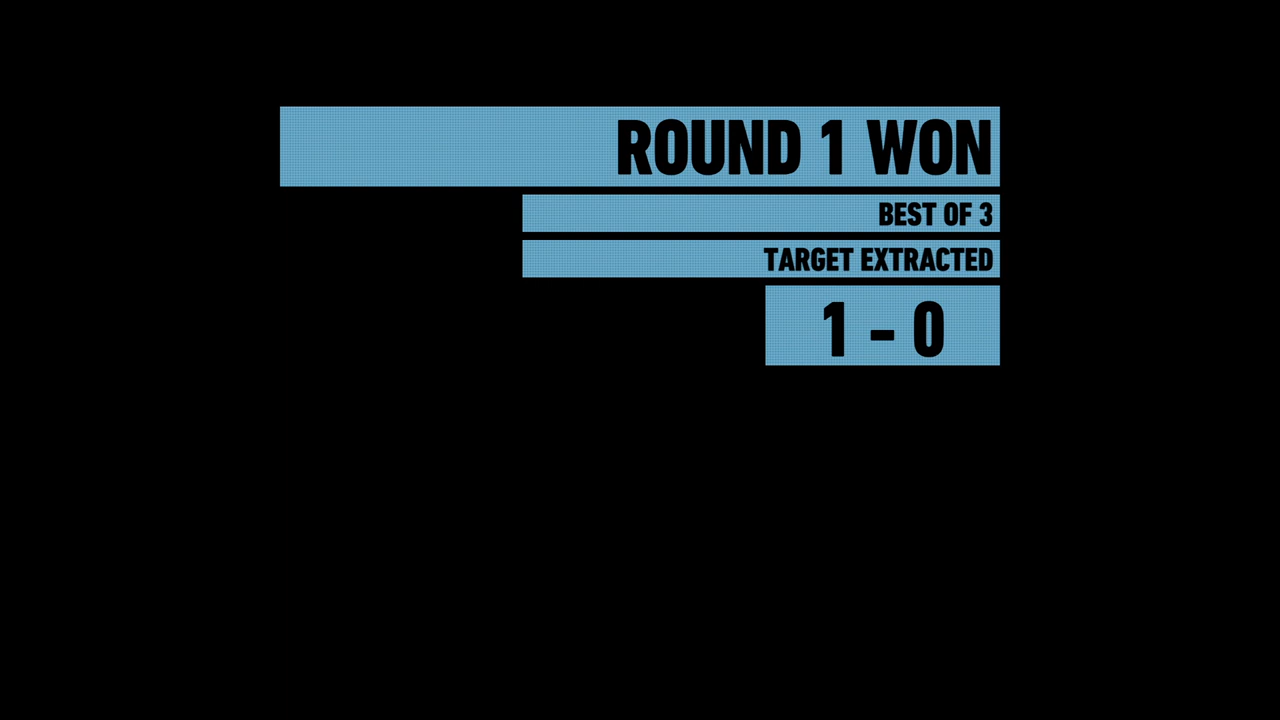 ROUND 1 WON
BEST OF 3
TARGET EXTRACTED
1 - 0